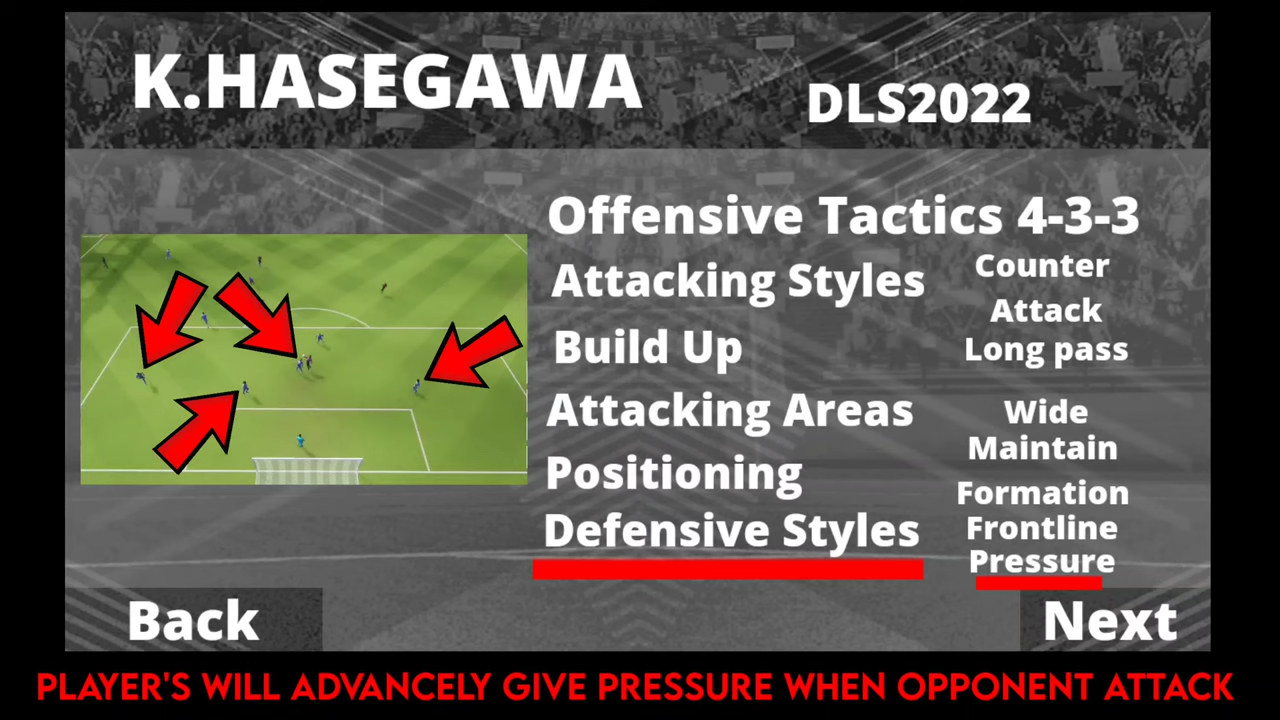 K.HASEGAWA
DLS2022
Offensive Tactics 4-3-3
Attacking Styles
Counter
Attack
Build Up
Long pass
Attacking Areas
Wide
Maintain
Positioning
Formation
Defensive Styles
Frontline
Pressure
Back
Next
PLAYER'S WILL ADVANCELY GIVE PRESSURE WHEN OPPONENT ATTACK